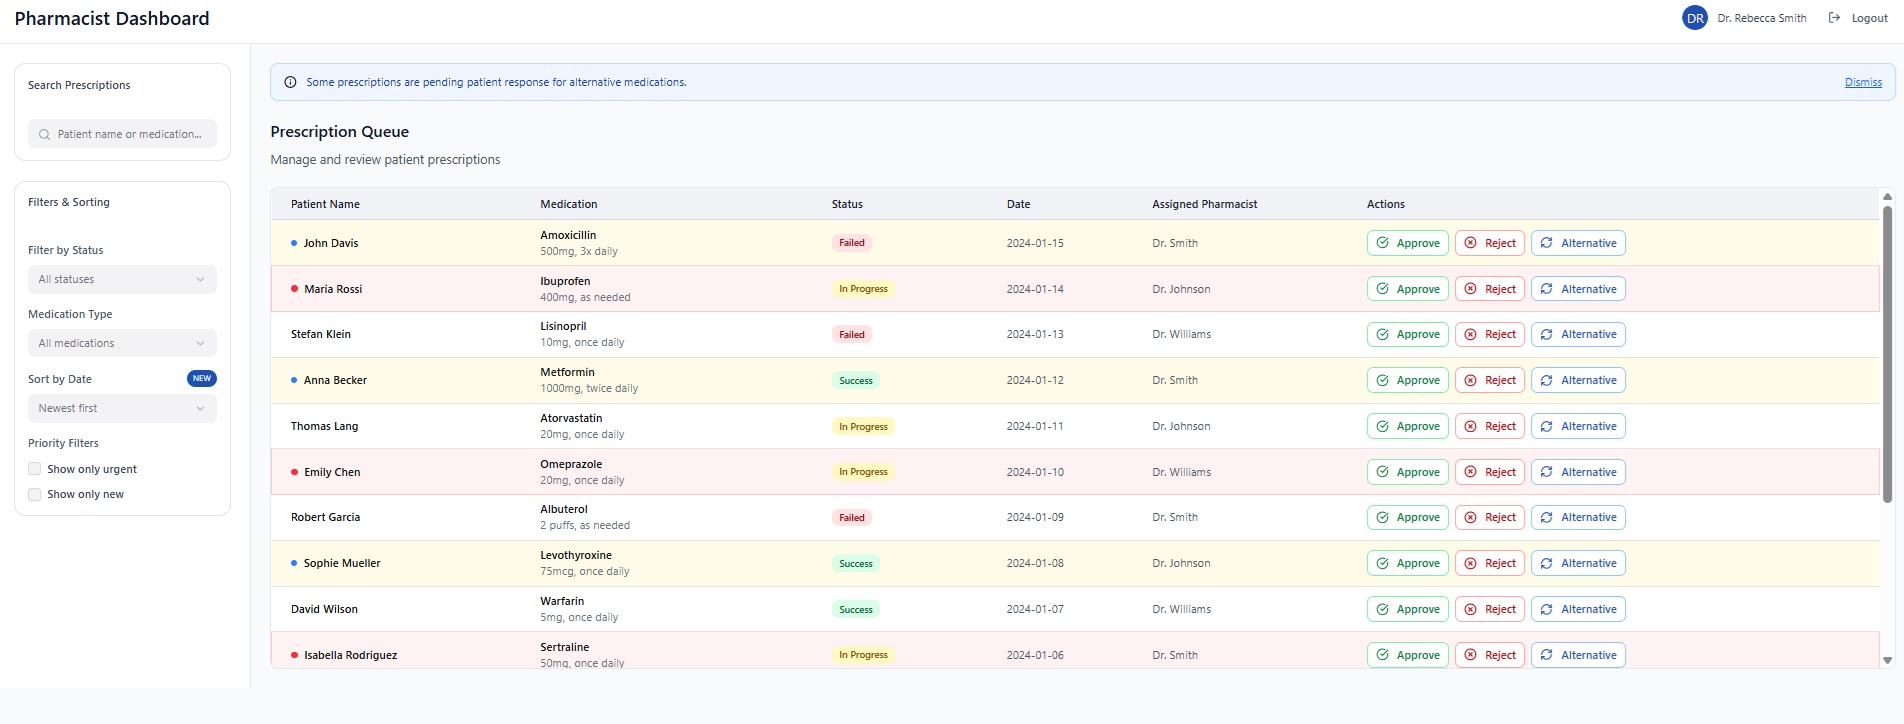 Pharmacist Dashboard
DR Dr. Rebecca Smith Logout
Search Prescriptions
Patient name or medication...
Filters & Sorting
Filter by Status
All statuses
Medication Type
All medications
Sort by Date NEW
Newest first
Priority Filters
Show only urgent
Show only new
Some prescriptions are pending patient response for alternative medications. Dismiss
Prescription Queue
Manage and review patient prescriptions
Patient Name Medication Status Date Assigned Pharmacist Actions
John Davis Amoxicillin Failed 2024-01-15 Dr. Smith Approve Reject Alternative
500mg, 3x daily
Maria Rossi Ibuprofen In Progress 2024-01-14 Dr. Johnson Approve Reject Alternative
400mg, as needed
Stefan Klein Lisinopril Failed 2024-01-13 Dr. Williams Approve Reject Alternative
10mg, once daily
Anna Becker Metformin Success 2024-01-12 Dr. Smith Approve Reject Alternative
1000mg, twice daily
Thomas Lang Atorvastatin In Progress 2024-01-11 Dr. Johnson Approve Reject Alternative
20mg, once daily
Emily Chen Omeprazole In Progress 2024-01-10 Dr. Williams Approve Reject Alternative
20mg, once daily
Robert Garcia Albuterol Failed 2024-01-09 Dr. Smith Approve Reject Alternative
2 puffs, as needed
Sophie Mueller Levothyroxine Success 2024-01-08 Dr. Johnson Approve Reject Alternative
75mcg, once daily
David Wilson Warfarin Success 2024-01-07 Dr. Williams Approve Reject Alternative
5mg, once daily
Isabella Rodriguez Sertraline In Progress 2024-01-06 Dr. Smith Approve Reject Alternative
50mg, once daily